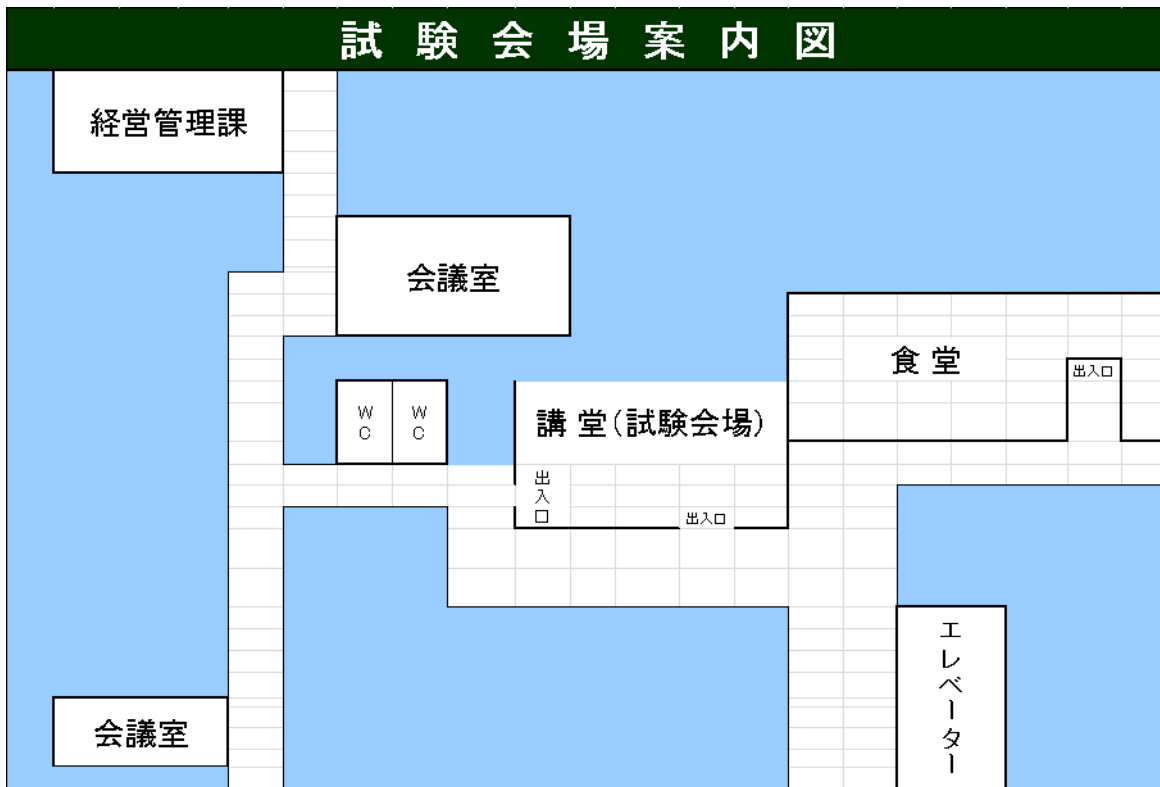 試験会場案内図
経営管理課
会議室
食堂
出入口
WC
WC
講堂(試験会場)
出入口
出入口
エレベーター
会議室